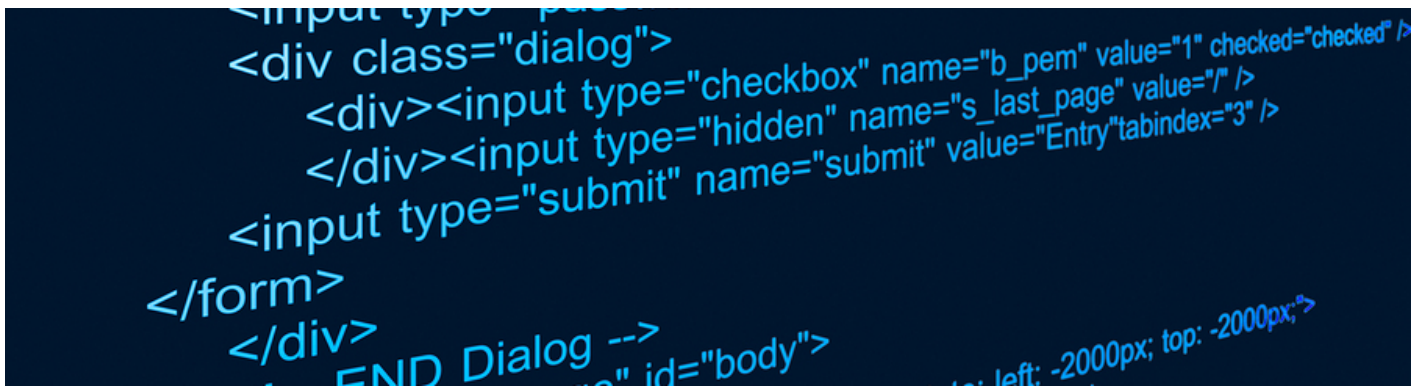 <input type="
<div class="dialog">
<div><input type="checkbox" name="b_pem" value="1" checked="checked" />
</div><input type="hidden" name="s_last_page" value="/" />
<input type="submit" name="submit" value="Entry"tabindex="3" />
</form>
</div>
END Dialog -->
id="body">
left: -2000px; top: -2000px;">